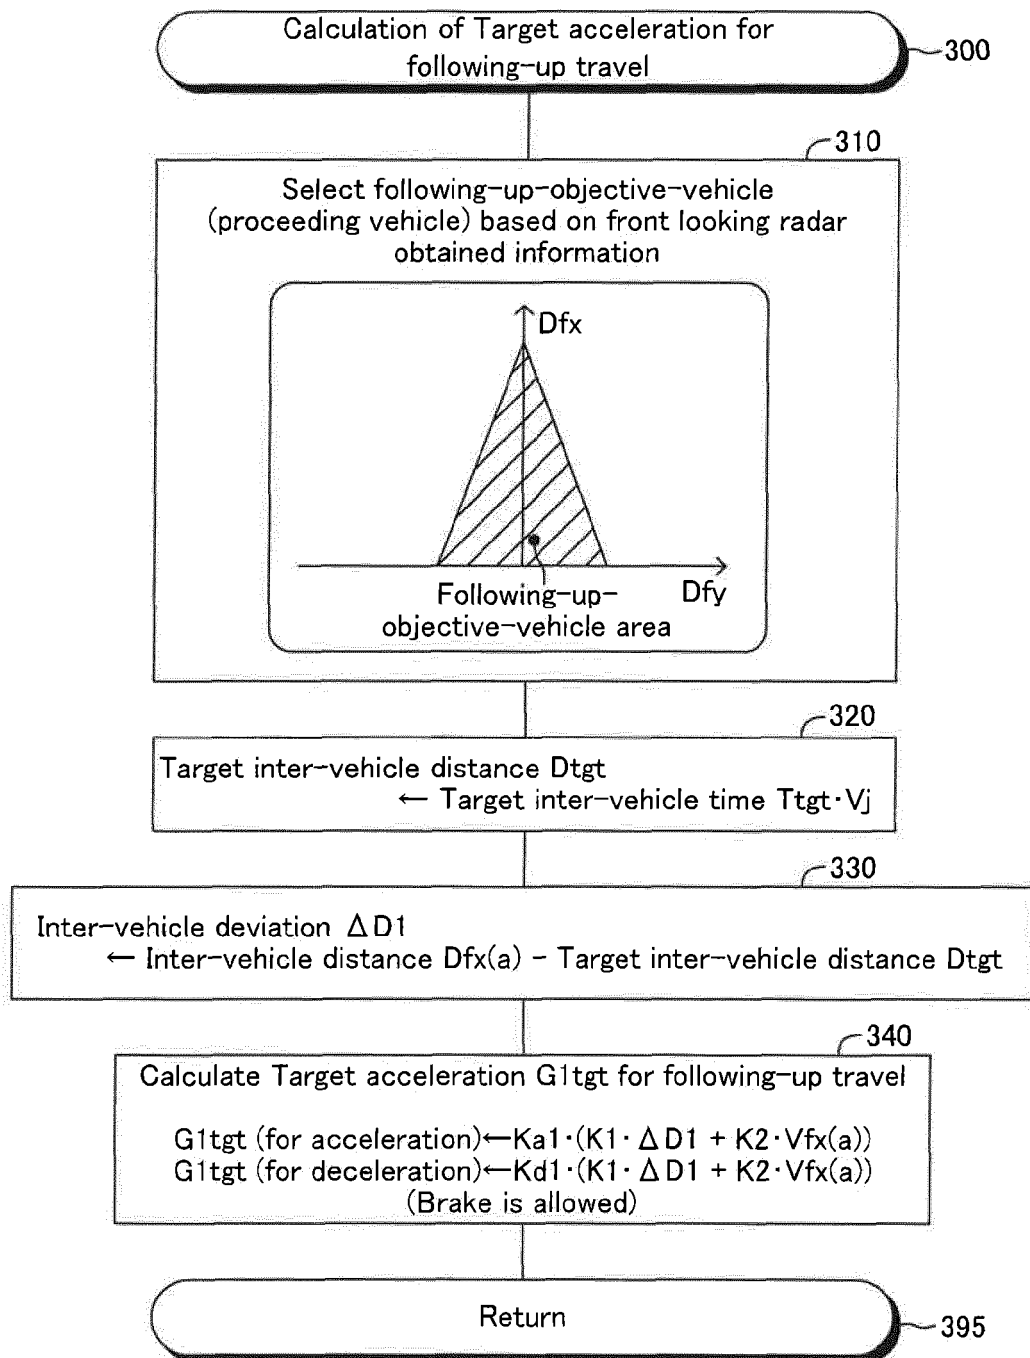 Calculation of Target acceleration for
following-up travel
300
310
Select following-up-objective-vehicle
(proceeding vehicle) based on front looking radar
obtained information
Dfx
Dfy
Following-up-
objective-vehicle area
320
Target inter-vehicle distance Dtgt
← Target inter-vehicle time Ttgt·Vj
330
Inter-vehicle deviation ΔD1
← Inter-vehicle distance Dfx(a) - Target inter-vehicle distance Dtgt
340
Calculate Target acceleration G1tgt for following-up travel
G1tgt (for acceleration)←Ka1·(K1·ΔD1 + K2·Vfx(a))
G1tgt (for deceleration)←Kd1·(K1·ΔD1 + K2·Vfx(a))
(Brake is allowed)
Return
395